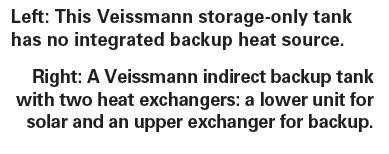 Left: This Veissmann storage-only tank
has no integrated backup heat source.
Right: A Veissmann indirect backup tank
with two heat exchangers: a lower unit for
solar and an upper exchanger for backup.